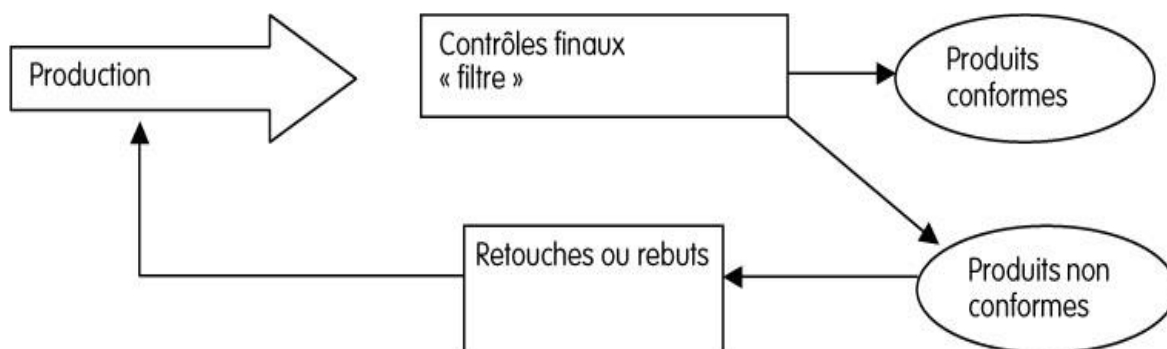 Production
Contrôles finaux
« filtre »
Produits
conformes
Retouches ou rebuts
Produits non
conformes